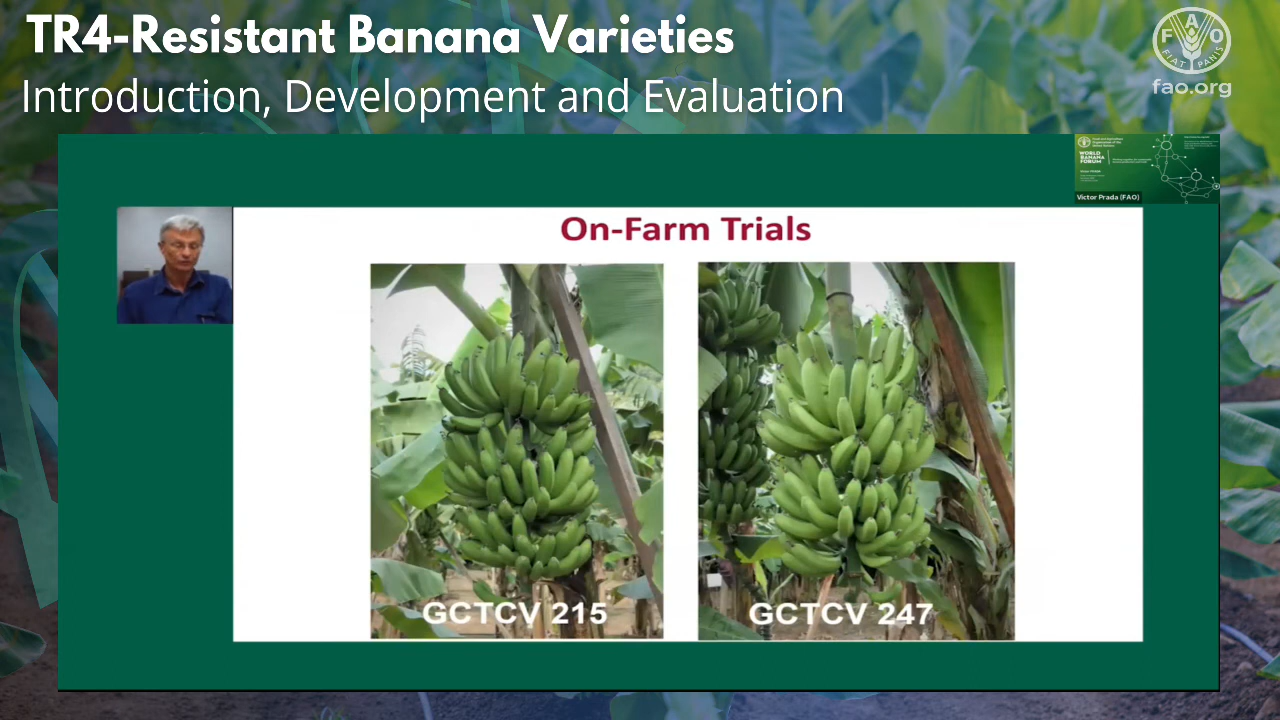 TR4-Resistant Banana Varieties
Introduction, Development and Evaluation
F A O
FIAT PANIS
fao.org
WORLD
BANANA
FORUM
Victor Prada (FAO)
On-Farm Trials
GCTCV 215
GCTCV 247